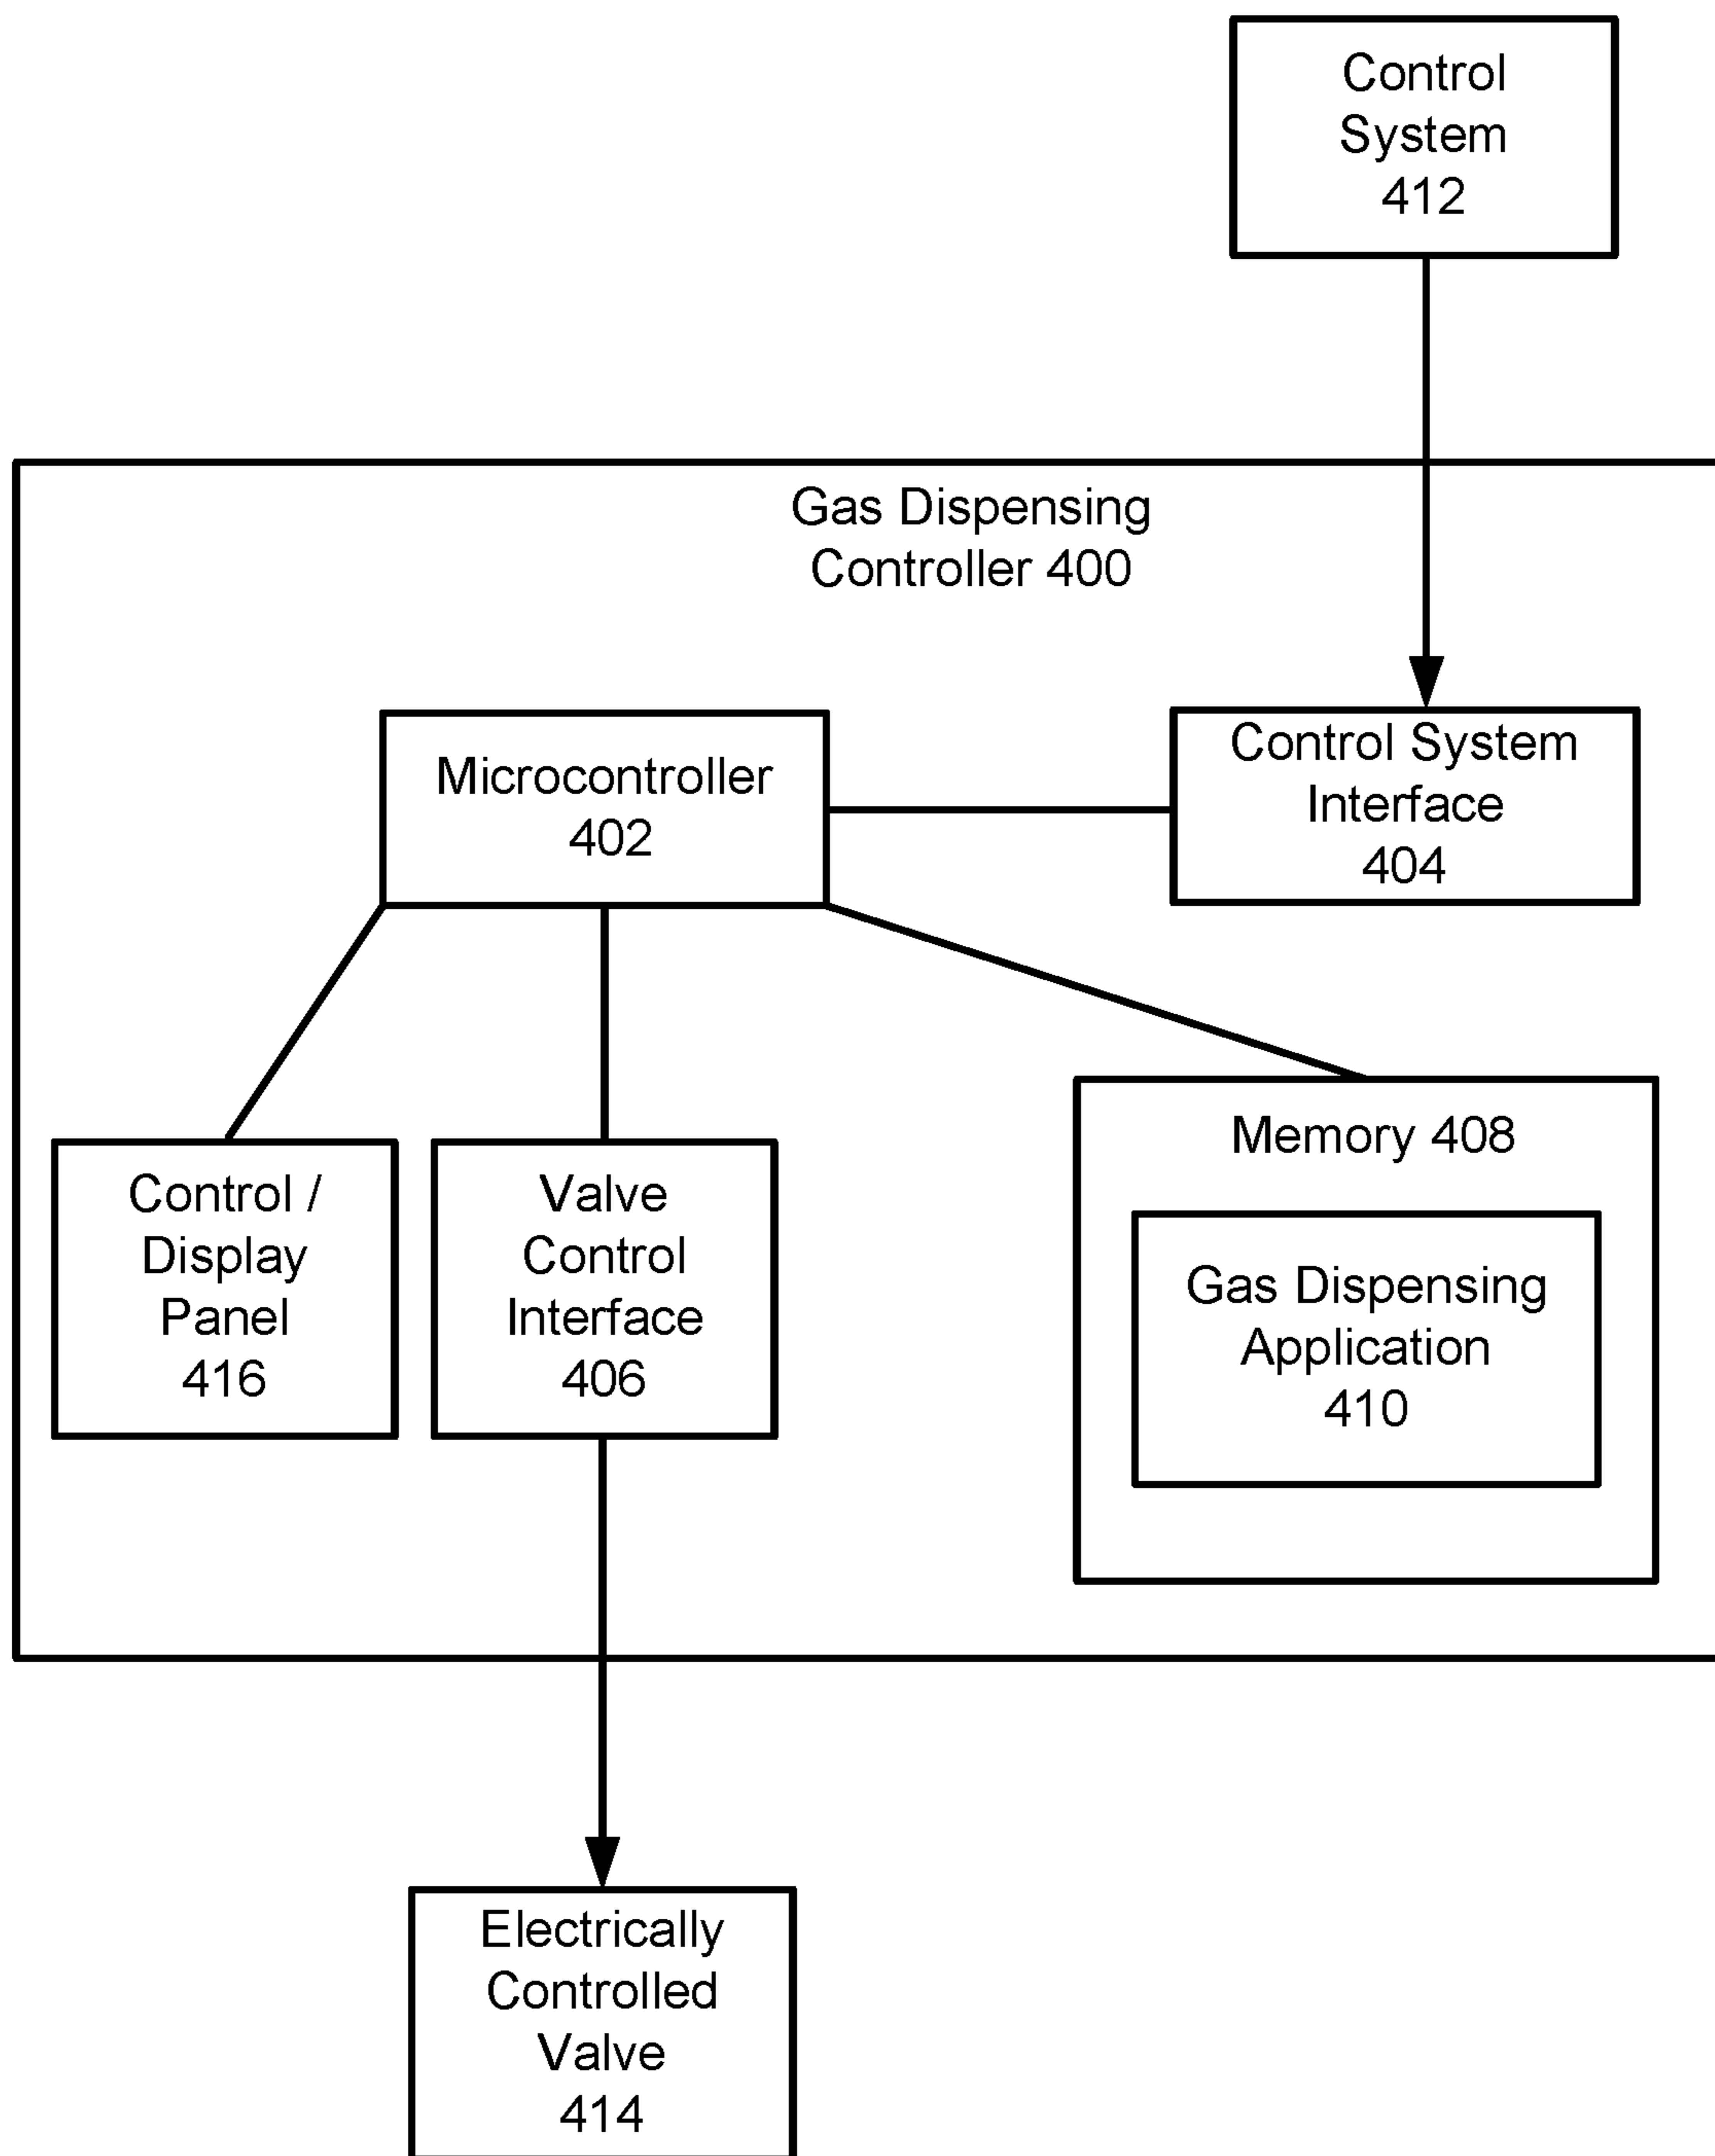 Control
System
412
Gas Dispensing
Controller 400
Microcontroller
402
Control System
Interface
404
Control /
Display
Panel
416
Valve
Control
Interface
406
Memory 408
Gas Dispensing
Application
410
Electrically
Controlled
Valve
414